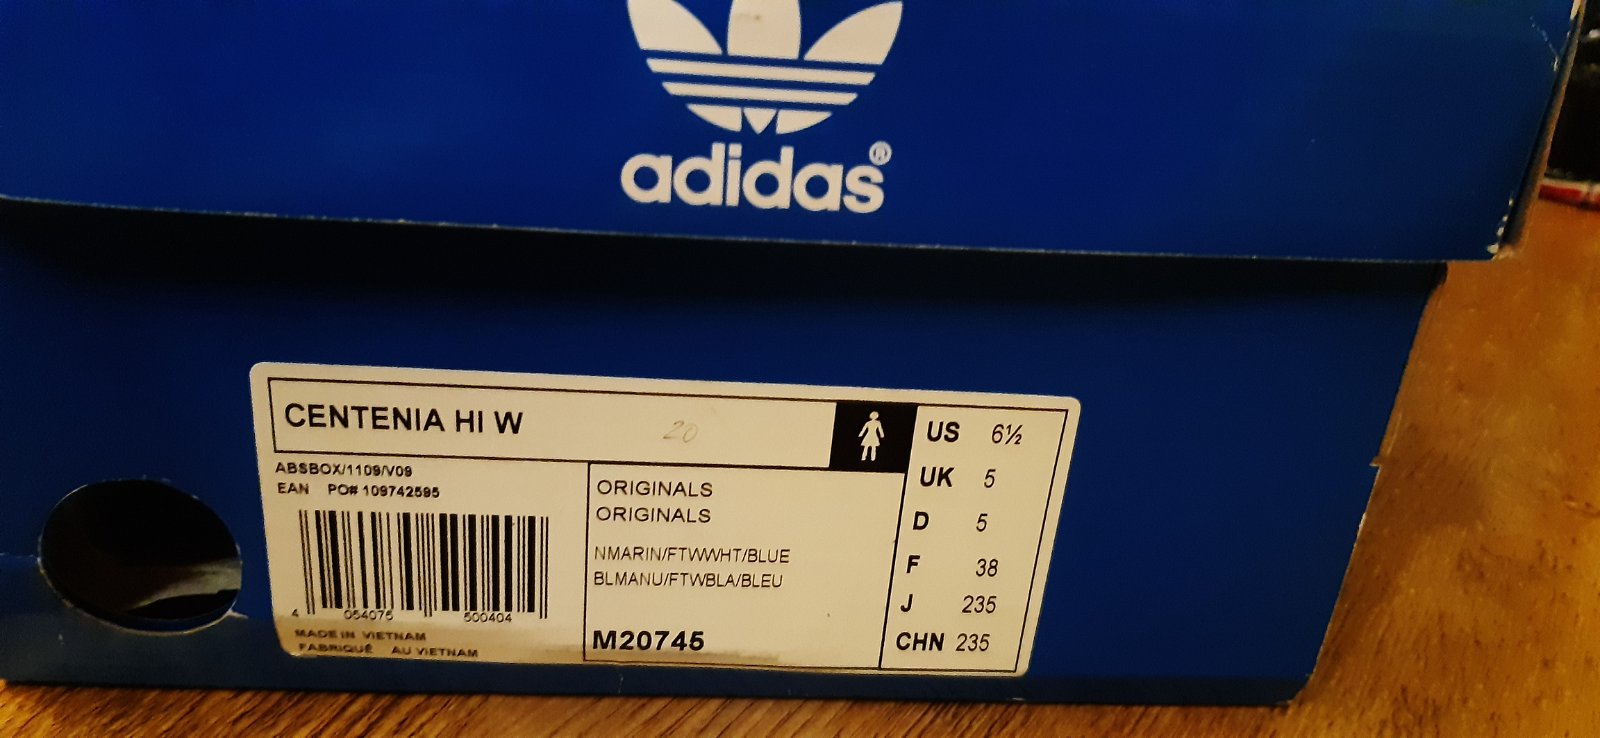 adidas®
CENTENIA HI W
20
ABSBOX/1109/V09
EAN PO# 109742595
4 054075 500404
MADE IN VIETNAM
FABRIQUÉ AU VIETNAM
ORIGINALS
ORIGINALS
NMARIN/FTWWHT/BLUE
BLMANU/FTWBLA/BLEU
M20745
US 6½
UK 5
D 5
F 38
J 235
CHN 235